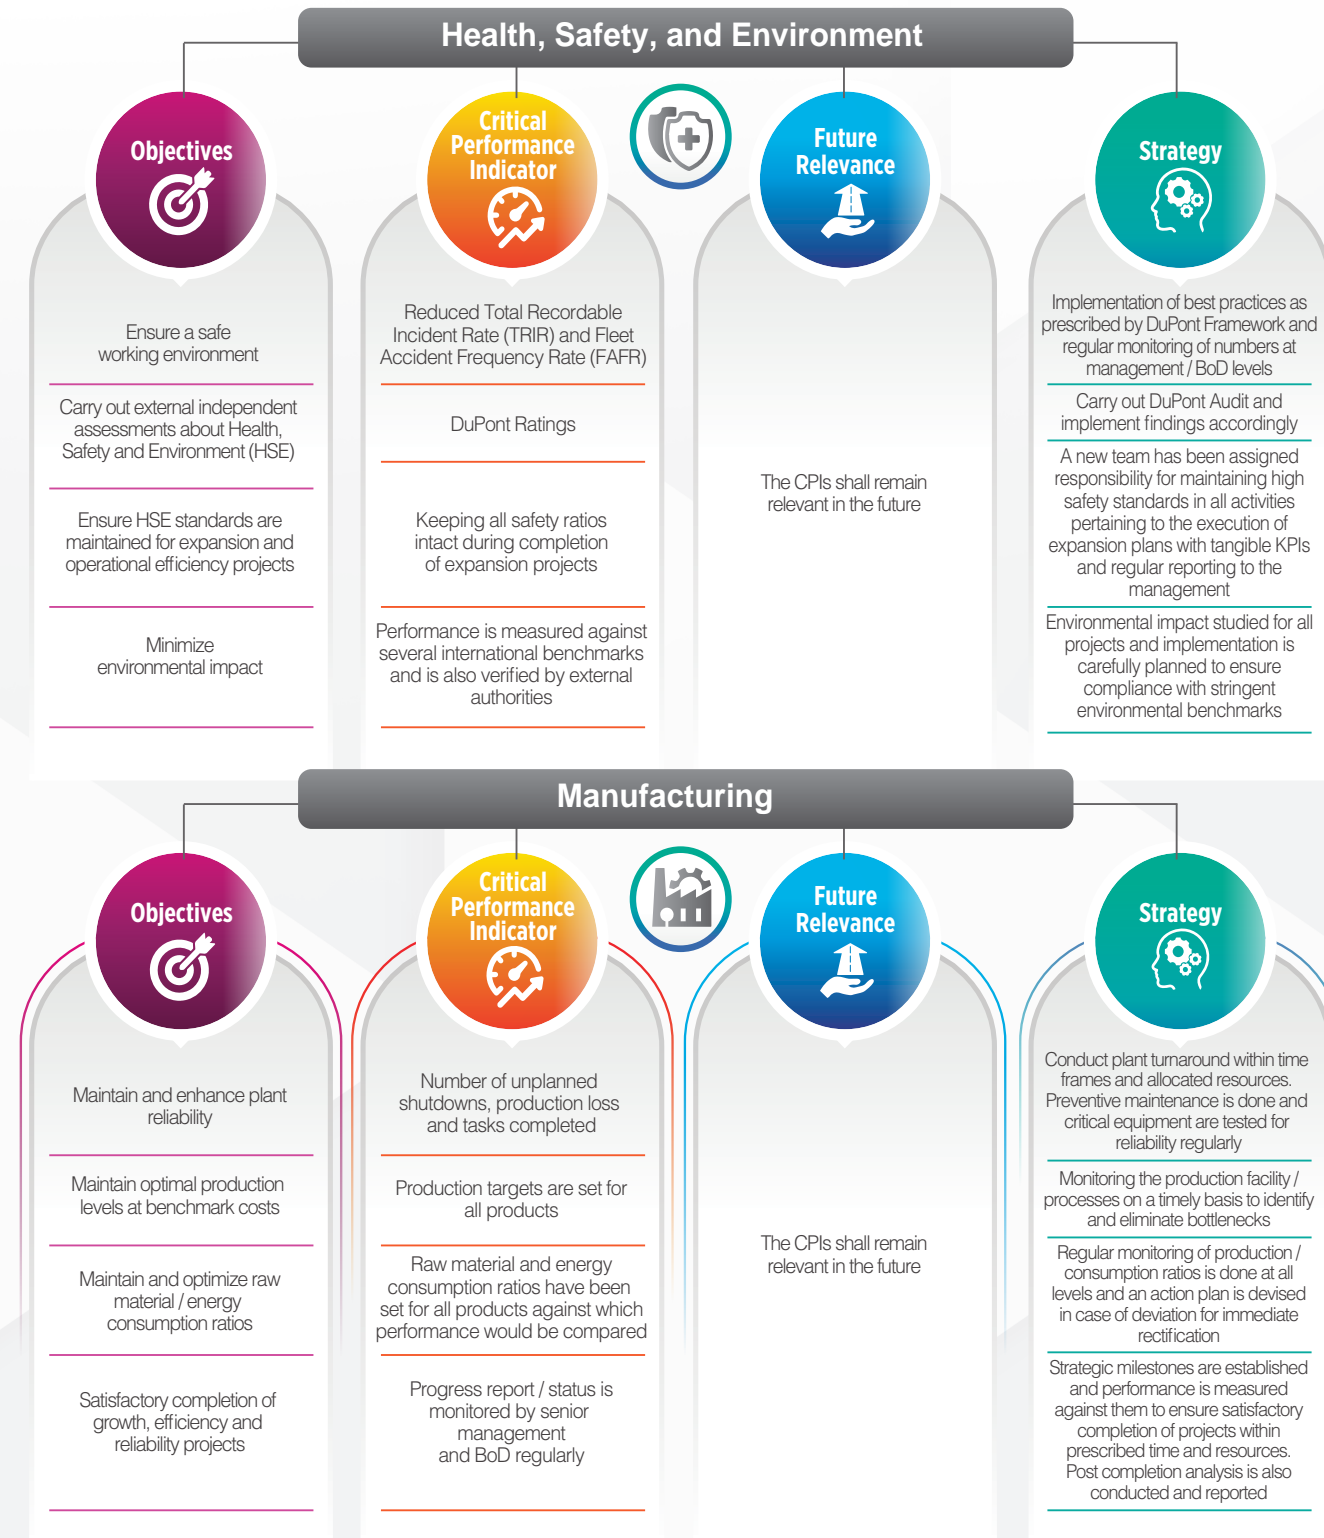 Health, Safety, and Environment
Objectives
Ensure a safe
working environment
Carry out external independent
assessments about Health,
Safety and Environment (HSE)
Ensure HSE standards are
maintained for expansion and
operational efficiency projects
Minimize
environmental impact
Critical
Performance
Indicator
Reduced Total Recordable
Incident Rate (TRIR) and Fleet
Accident Frequency Rate (FAFR)
DuPont Ratings
Keeping all safety ratios
intact during completion
of expansion projects
Performance is measured against
several international benchmarks
and is also verified by external
authorities
Future
Relevance
The CPIs shall remain
relevant in the future
Strategy
Implementation of best practices as
prescribed by DuPont Framework and
regular monitoring of numbers at
management / BoD levels
Carry out DuPont Audit and
implement findings accordingly
A new team has been assigned
responsibility for maintaining high
safety standards in all activities
pertaining to the execution of
expansion plans with tangible KPIs
and regular reporting to the
management
Environmental impact studied for all
projects and implementation is
carefully planned to ensure
compliance with stringent
environmental benchmarks
Manufacturing
Objectives
Maintain and enhance plant
reliability
Maintain optimal production
levels at benchmark costs
Maintain and optimize raw
material / energy
consumption ratios
Satisfactory completion of
growth, efficiency and
reliability projects
Critical
Performance
Indicator
Number of unplanned
shutdowns, production loss
and tasks completed
Production targets are set for
all products
Raw material and energy
consumption ratios have been
set for all products against which
performance would be compared
Progress report / status is
monitored by senior
management
and BoD regularly
Future
Relevance
The CPIs shall remain
relevant in the future
Strategy
Conduct plant turnaround within time
frames and allocated resources.
Preventive maintenance is done and
critical equipment are tested for
reliability regularly
Monitoring the production facility /
processes on a timely basis to identify
and eliminate bottlenecks
Regular monitoring of production /
consumption ratios is done at all
levels and an action plan is devised
in case of deviation for immediate
rectification
Strategic milestones are established
and performance is measured
against them to ensure satisfactory
completion of projects within
prescribed time and resources.
Post completion analysis is also
conducted and reported